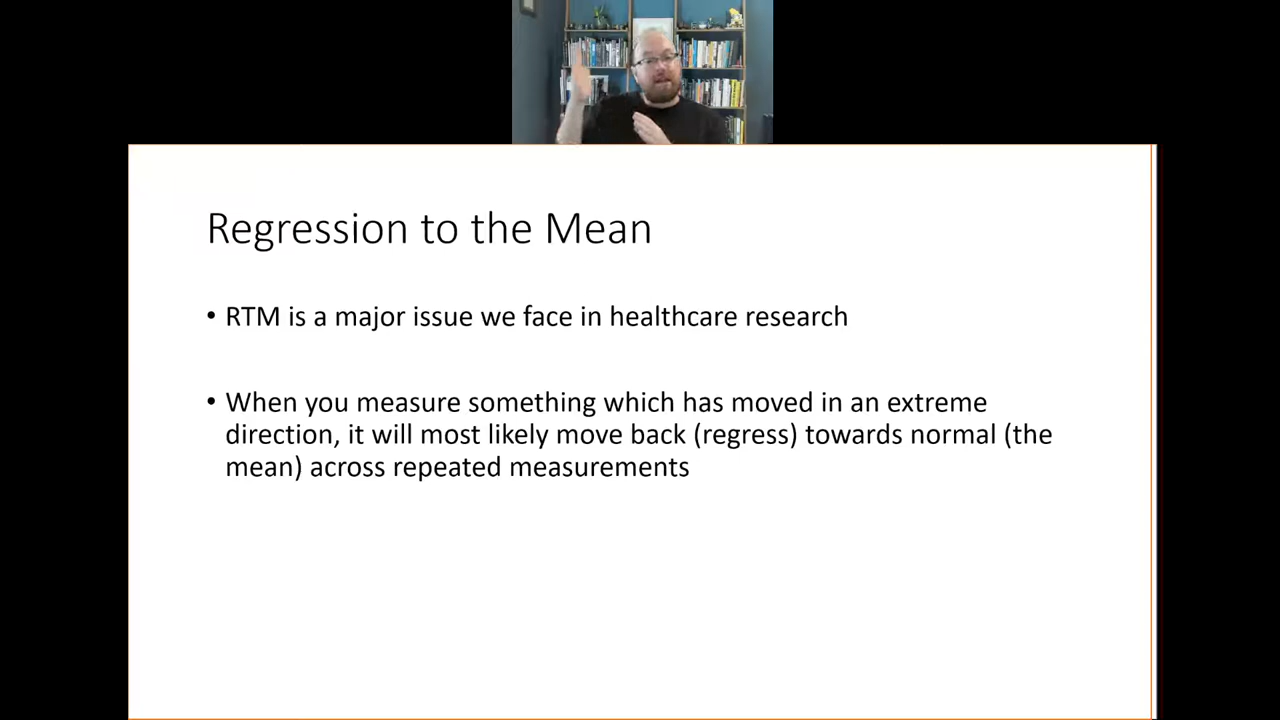 Regression to the Mean
• RTM is a major issue we face in healthcare research
• When you measure something which has moved in an extreme
direction, it will most likely move back (regress) towards normal (the
mean) across repeated measurements